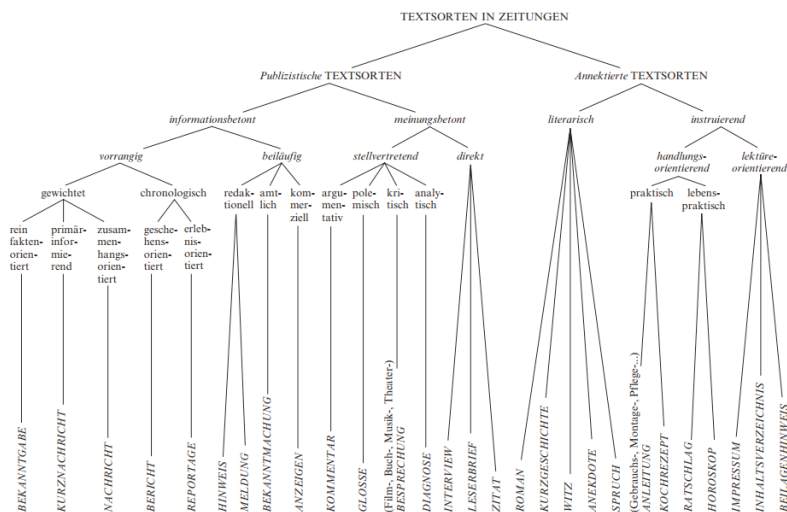 TEXTSORTEN IN ZEITUNGEN
Publizistische TEXTSORTEN
Annektierte TEXTSORTEN
informationsbetont
meinungsbetont
literarisch
instruierend
vorrangig
beiläufig
stellvertretend
direkt
handlungs-
orientierend
lektüre-
orientierend
gewichtet
chronologisch
redak-
tionell
amt-
lich
kom-
mer-
ziell
argu-
men-
tativ
pole-
misch
kri-
tisch
analy-
tisch
praktisch
lebens-
praktisch
rein
fakten-
orien-
tiert
primär-
infor-
mie-
rend
zusam-
men-
hangs-
orien-
tiert
gesche-
hens-
orien-
tiert
erleb-
nis-
orien-
tiert
BEKANNTGABE
KURZNACHRICHT
NACHRICHT
BERICHT
REPORTAGE
HINWEIS
MELDUNG
BEKANNTMACHUNG
ANZEIGEN
KOMMENTAR
GLOSSE
(Film-, Buch-, Musik-, Theater-)
BESPRECHUNG
DIAGNOSE
INTERVIEW
LESERBRIEF
ZITAT
ROMAN
KURZGESCHICHTE
WITZ
ANEKDOTE
SPRUCH
(Gebrauchs-, Montage-, Pflege-...)
ANLEITUNG
KOCHREZEPT
RATSCHLAG
HOROSKOP
IMPRESSUM
INHALTSVERZEICHNIS
BEILAGENHINWEIS